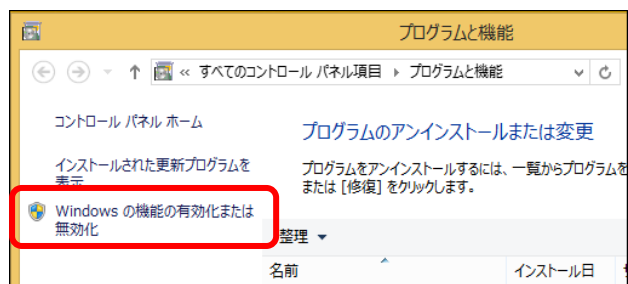 プログラムと機能
« すべてのコントロール パネル項目 ▸ プログラムと機能
コントロール パネル ホーム
インストールされた更新プログラムを
表示
Windows の機能の有効化または
無効化
プログラムのアンインストールまたは変更
プログラムをアンインストールするには、一覧からプログラムを
または [修復] をクリックします。
整理 ▼
名前 インストール日